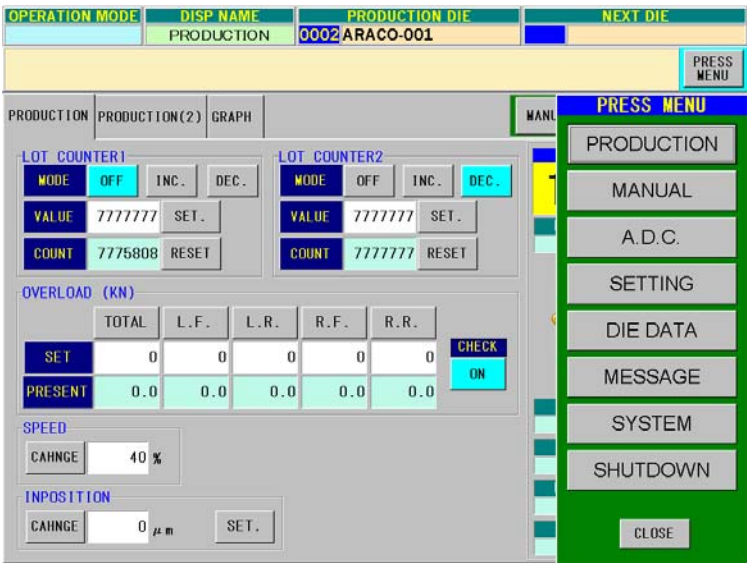 OPERATION MODE DISP NAME PRODUCTION DIE NEXT DIE
PRODUCTION 0002 ARACO-001
PRESS
MENU
PRODUCTION PRODUCTION(2) GRAPH
PRESS MENU
LOT COUNTER1 LOT COUNTER2
MODE OFF INC. DEC. MODE OFF INC. DEC.
VALUE 7777777 SET. VALUE 7777777 SET.
COUNT 7775808 RESET COUNT 7777777 RESET
OVERLOAD (KN)
TOTAL L.F. L.R. R.F. R.R.
SET 0 0 0 0 0 CHECK
ON
PRESENT 0.0 0.0 0.0 0.0 0.0
SPEED
CAHNGE 40 %
INPOSITION
CAHNGE 0 μm SET.
PRODUCTION
MANUAL
A.D.C.
SETTING
DIE DATA
MESSAGE
SYSTEM
SHUTDOWN
CLOSE